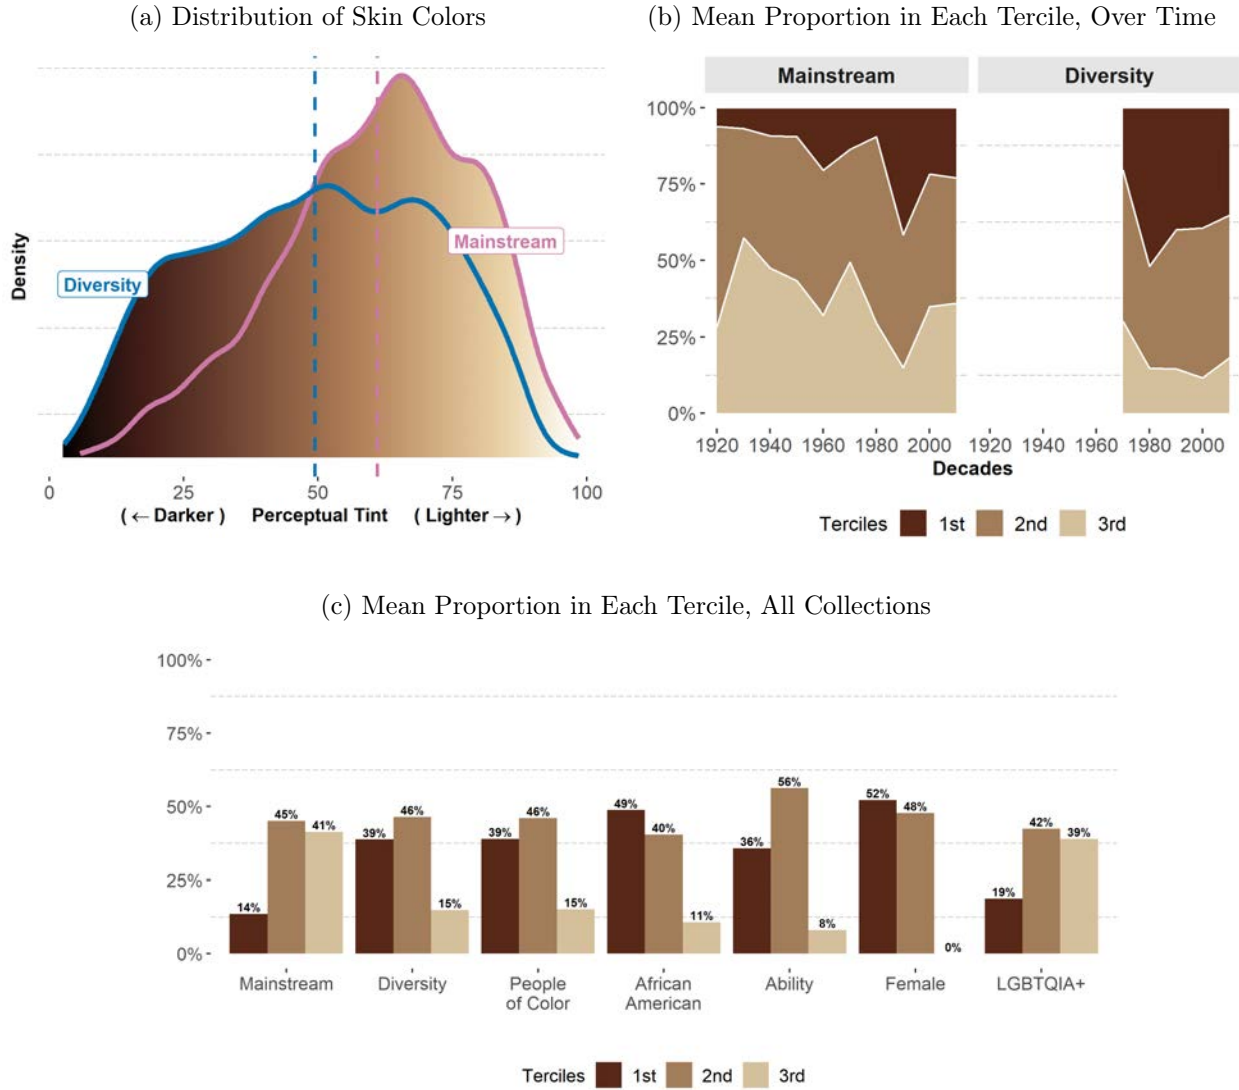 (a) Distribution of Skin Colors
Density
Diversity
Mainstream
0 25 50 75 100
( ← Darker ) Perceptual Tint ( Lighter → )
(b) Mean Proportion in Each Tercile, Over Time
Mainstream Diversity
100%
75%
50%
25%
0%
1920 1940 1960 1980 2000 1920 1940 1960 1980 2000
Decades
Terciles 1st 2nd 3rd
(c) Mean Proportion in Each Tercile, All Collections
100%
75%
50%
25%
0%
14% 45% 41%
39% 46% 15%
39% 46% 15%
49% 40% 11%
36% 56% 8%
52% 48% 0%
19% 42% 39%
Mainstream Diversity People African Ability Female LGBTQIA+
of Color American
Terciles 1st 2nd 3rd